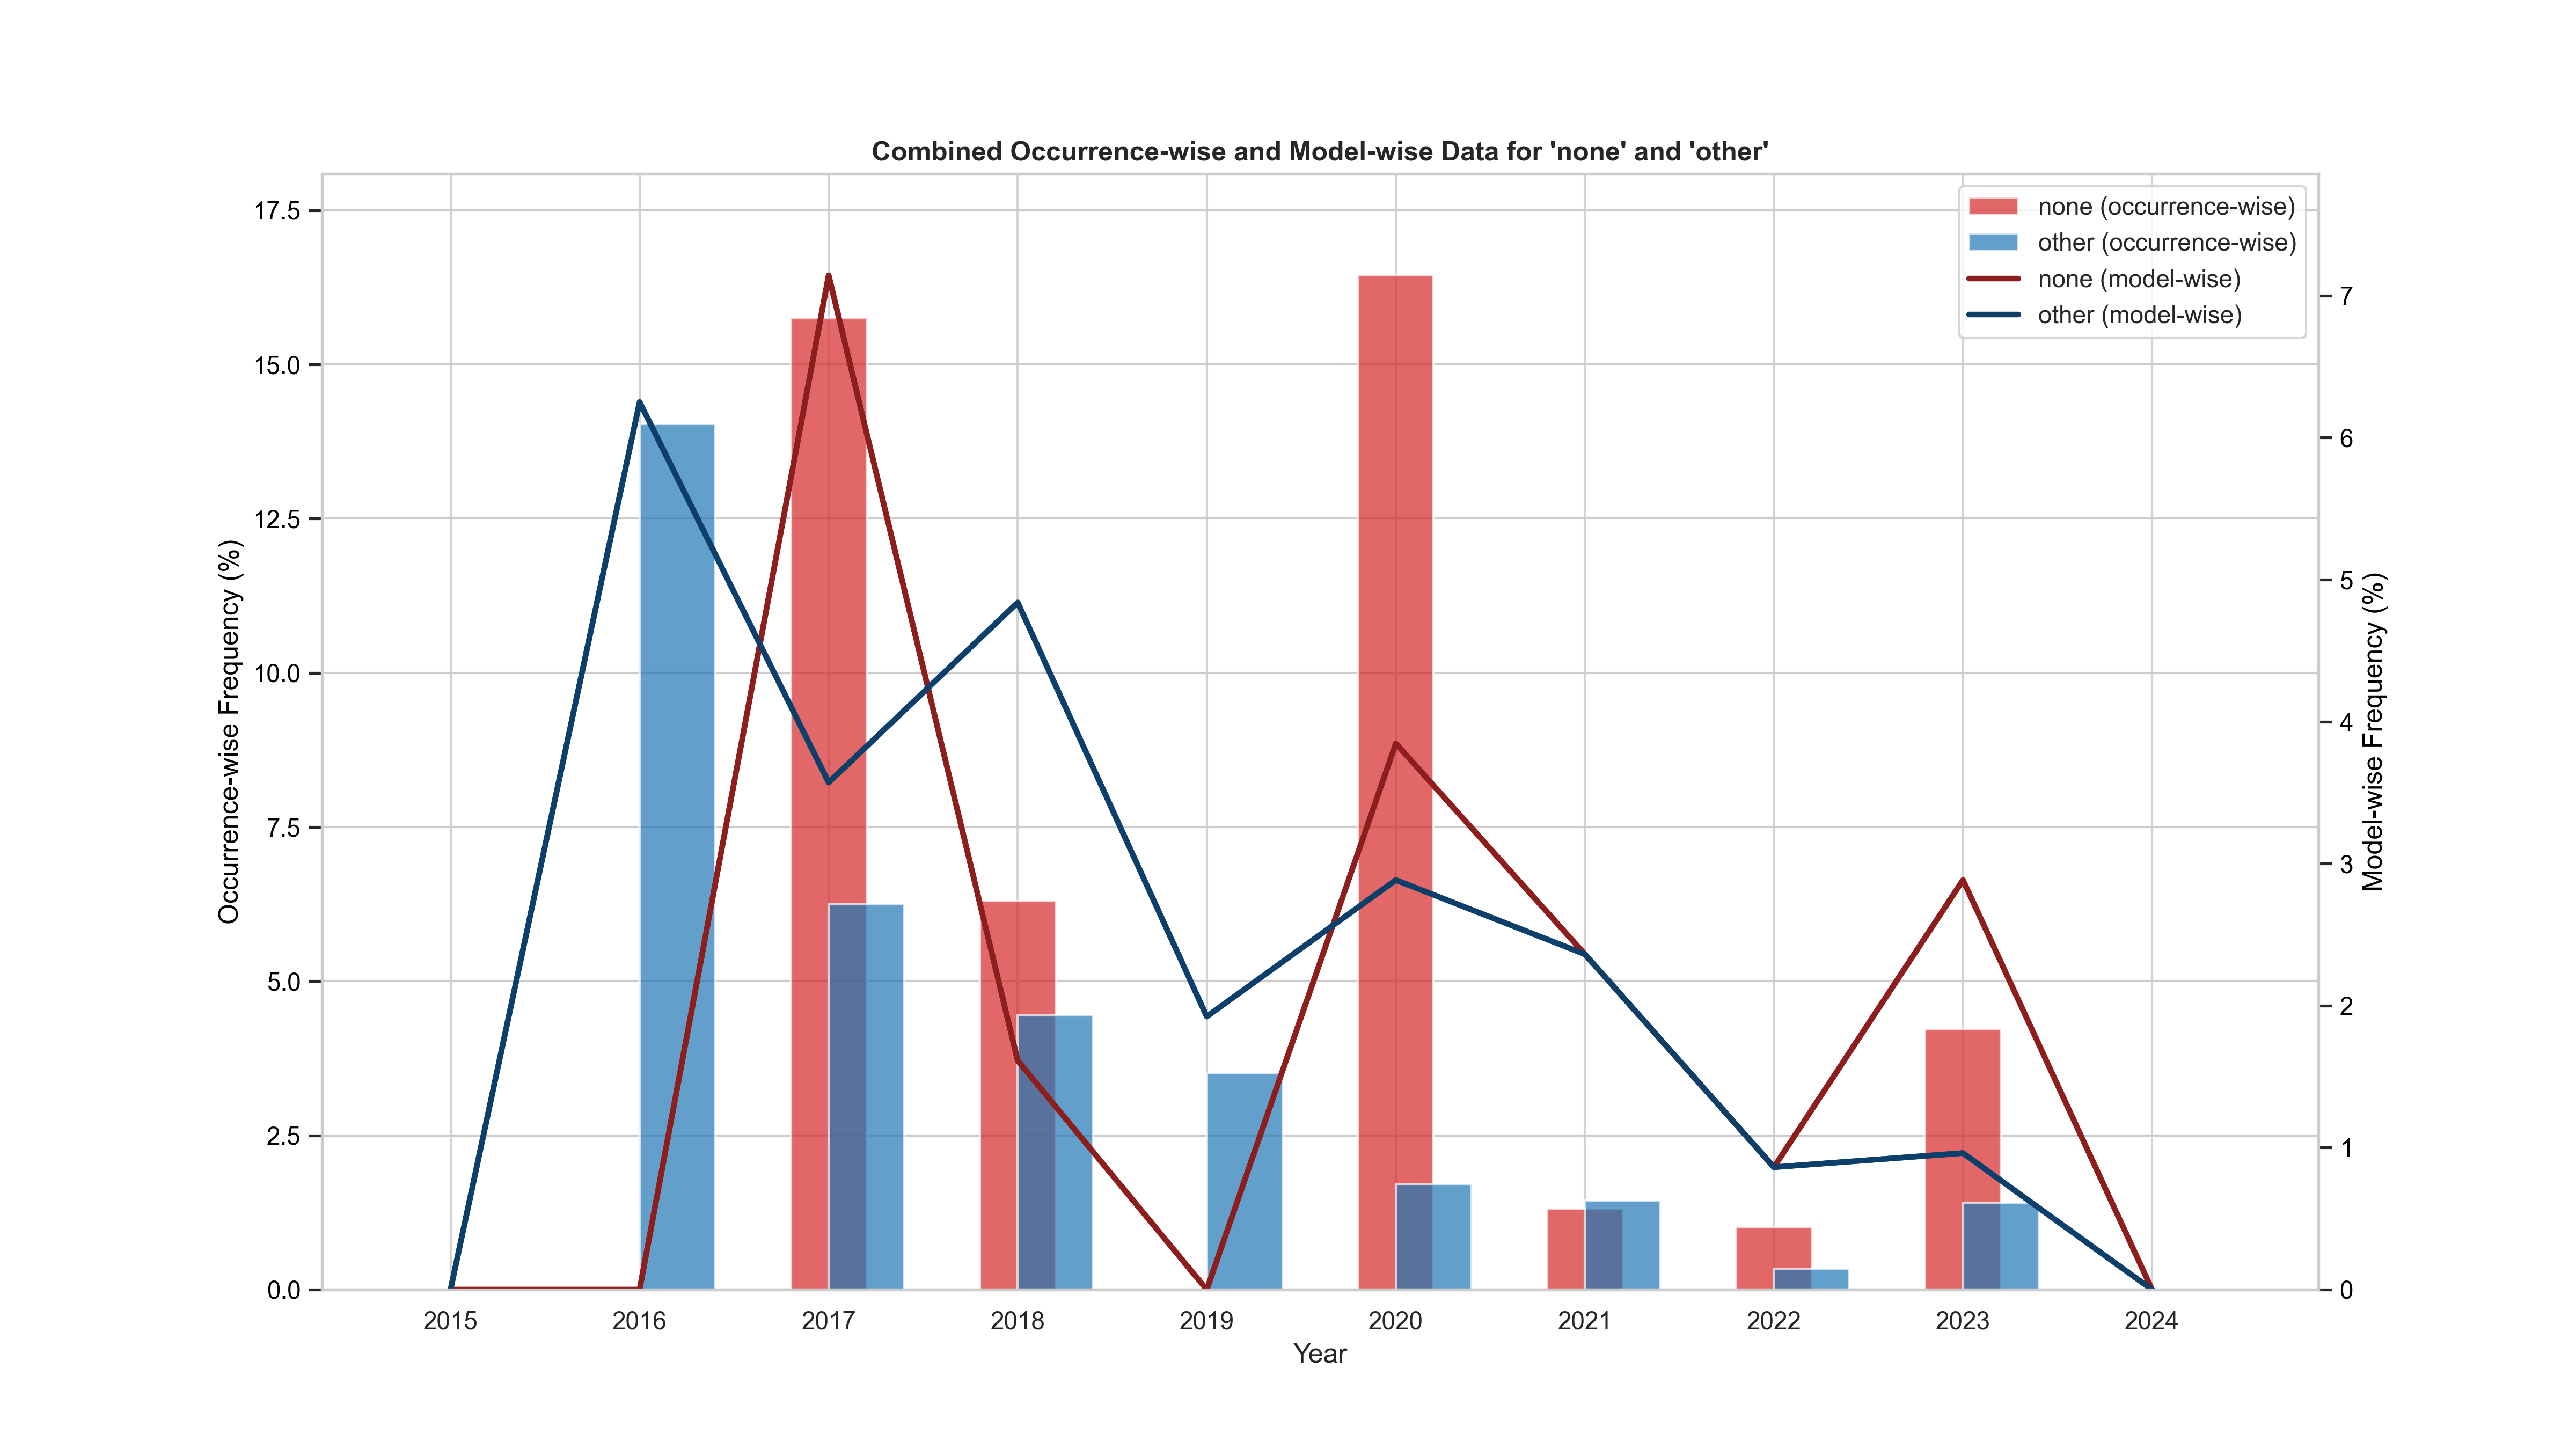 Combined Occurrence-wise and Model-wise Data for 'none' and 'other'
none (occurrence-wise)
other (occurrence-wise)
none (model-wise)
other (model-wise)
Occurrence-wise Frequency (%)
17.5
15.0
12.5
10.0
7.5
5.0
2.5
0.0
Model-wise Frequency (%)
7
6
5
4
3
2
1
0
2015 2016 2017 2018 2019 2020 2021 2022 2023 2024
Year